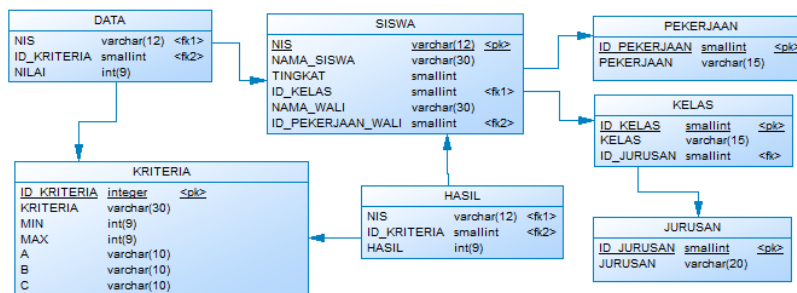 DATA
NIS varchar(12) <fk1>
ID_KRITERIA smallint <fk2>
NILAI int(9)
SISWA
NIS varchar(12) <pk>
NAMA_SISWA varchar(30)
TINGKAT smallint
ID_KELAS smallint <fk1>
NAMA_WALI varchar(30)
ID_PEKERJAAN_WALI smallint <fk2>
PEKERJAAN
ID_PEKERJAAN smallint <pk>
PEKERJAAN varchar(15)
KELAS
ID_KELAS smallint <pk>
KELAS varchar(15)
ID_JURUSAN smallint <fk>
KRITERIA
ID_KRITERIA integer <pk>
KRITERIA varchar(30)
MIN int(9)
MAX int(9)
A varchar(10)
B varchar(10)
C varchar(10)
HASIL
NIS varchar(12) <fk1>
ID_KRITERIA smallint <fk2>
HASIL int(9)
JURUSAN
ID_JURUSAN smallint <pk>
JURUSAN varchar(20)